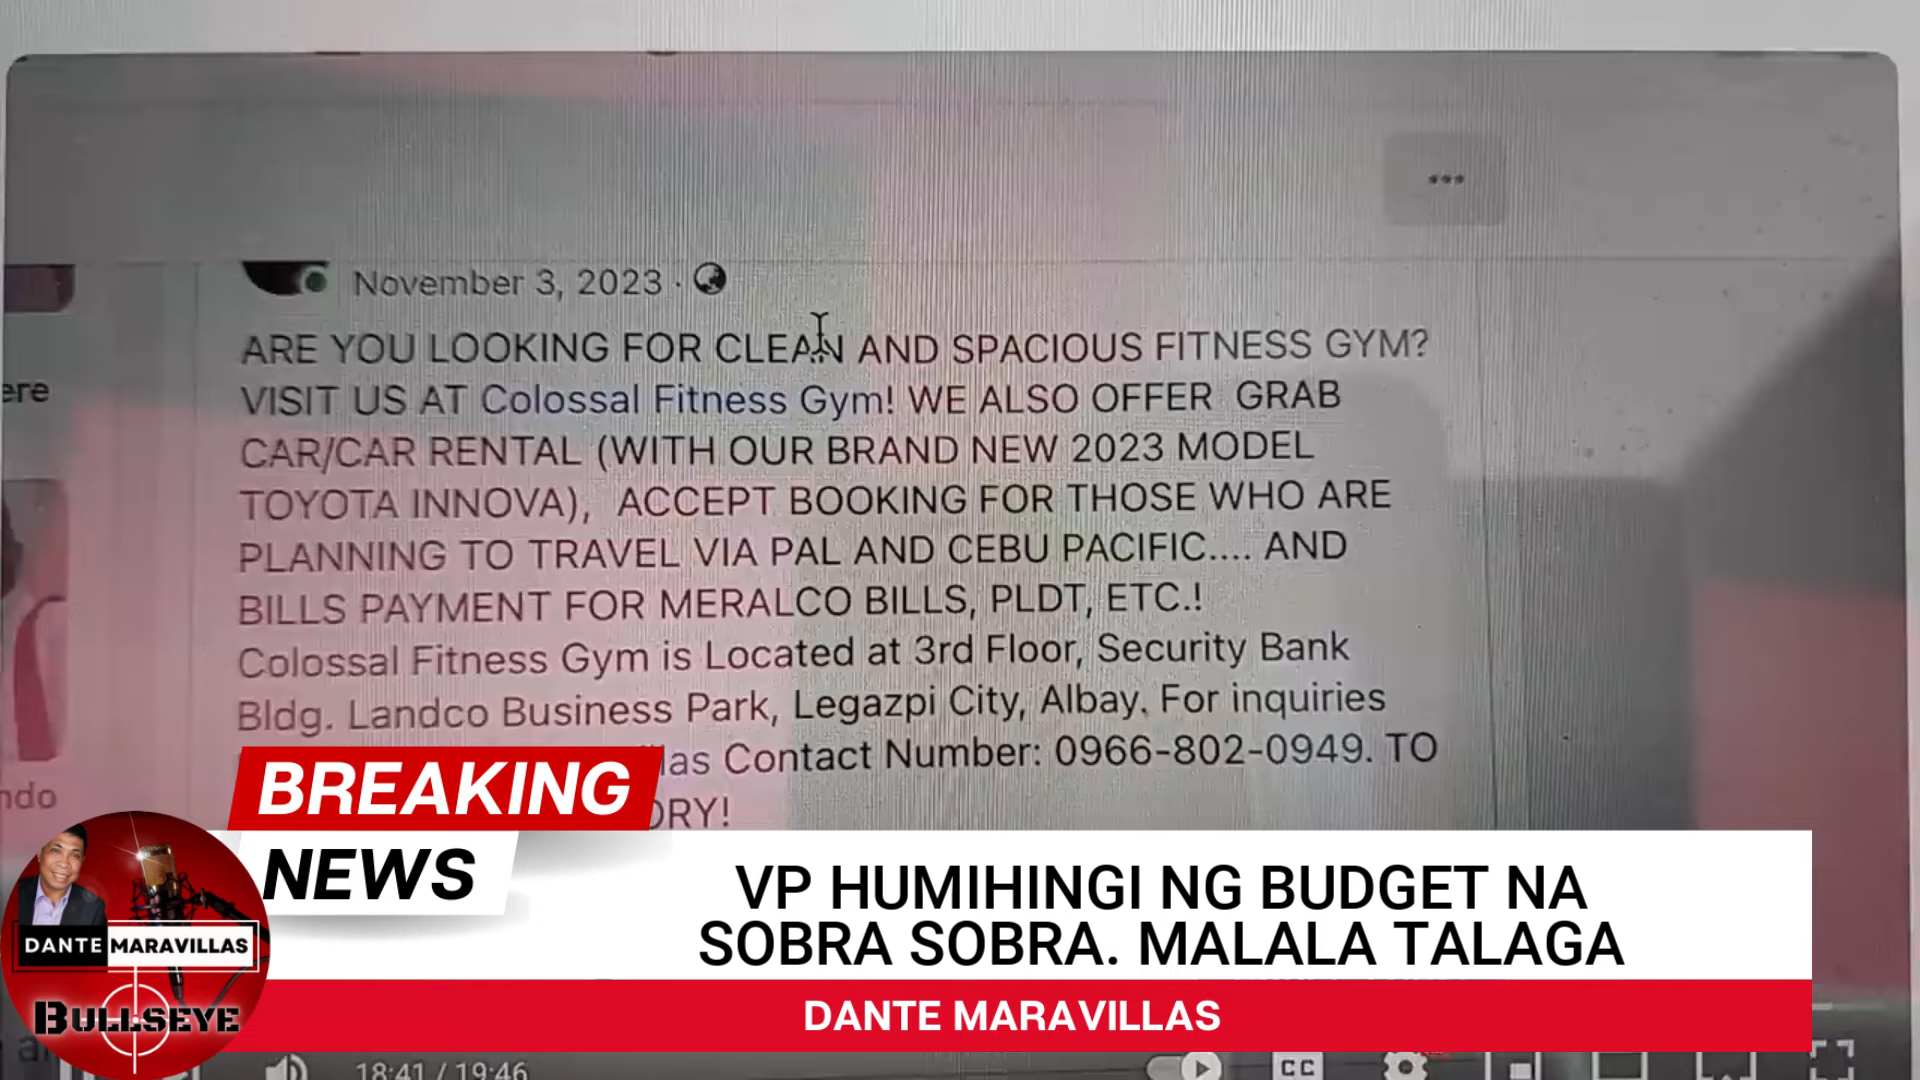 November 3, 2023 ·
ARE YOU LOOKING FOR CLEAN AND SPACIOUS FITNESS GYM?
VISIT US AT Colossal Fitness Gym! WE ALSO OFFER GRAB
CAR/CAR RENTAL (WITH OUR BRAND NEW 2023 MODEL
TOYOTA INNOVA), ACCEPT BOOKING FOR THOSE WHO ARE
PLANNING TO TRAVEL VIA PAL AND CEBU PACIFIC.... AND
BILLS PAYMENT FOR MERALCO BILLS, PLDT, ETC.!
Colossal Fitness Gym is Located at 3rd Floor, Security Bank
Bldg. Landco Business Park, Legazpi City, Albay. For inquiries
Contact Number: 0966-802-0949. TO
BREAKING
NEWS
VP HUMIHINGI NG BUDGET NA
SOBRA SOBRA. MALALA TALAGA
DANTE MARAVILLAS
DANTE MARAVILLAS
BULLSEYE
18:41 / 19:46
CC